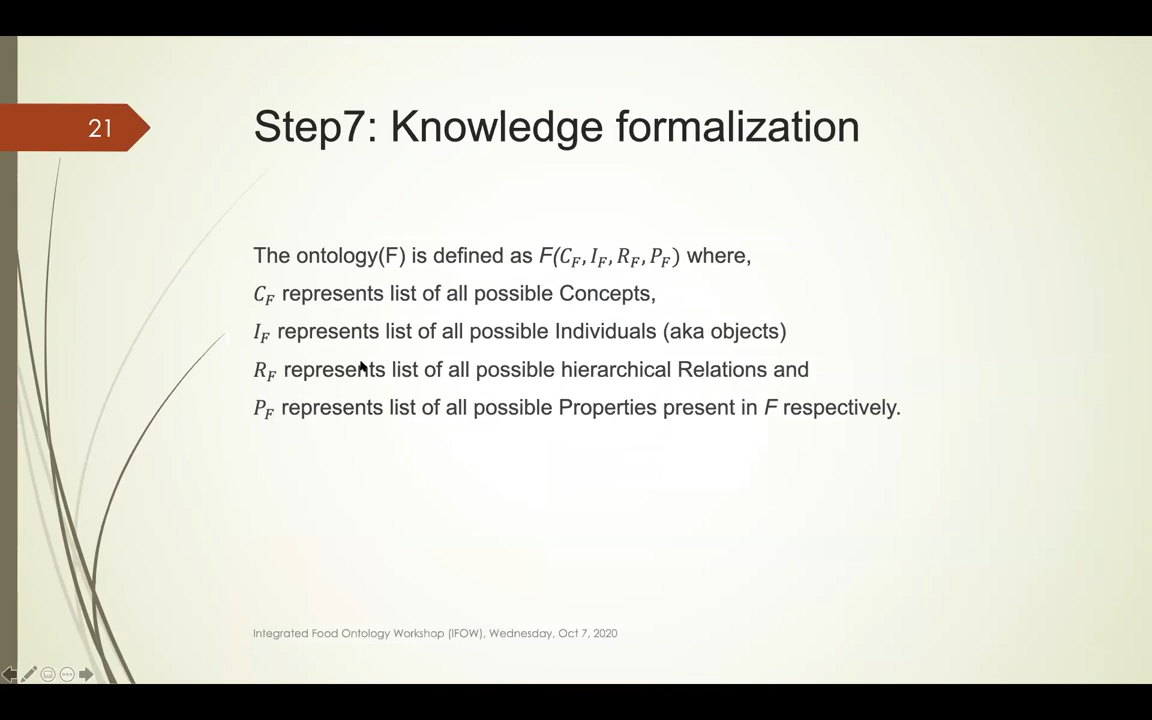 21
Step7: Knowledge formalization
The ontology(F) is defined as F(C_F, I_F, R_F, P_F) where,
C_F represents list of all possible Concepts,
I_F represents list of all possible Individuals (aka objects)
R_F represents list of all possible hierarchical Relations and
P_F represents list of all possible Properties present in F respectively.
Integrated Food Ontology Workshop (IFOW), Wednesday, Oct 7, 2020